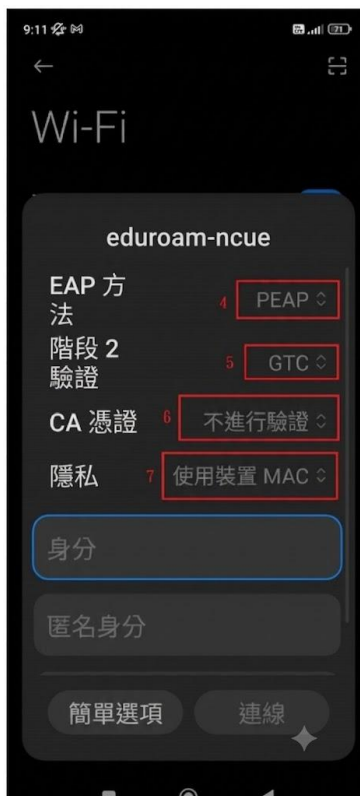 9:11
71
Wi-Fi
eduroam-ncue
EAP 方
法
4 PEAP
階段 2
驗證
5 GTC
CA 憑證 6 不進行驗證
隱私 7 使用裝置 MAC
身分
匿名身分
簡單選項 連線